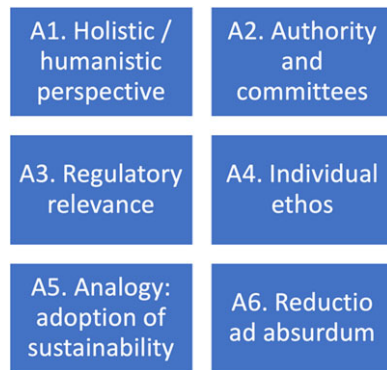 A1. Holistic /
humanistic
perspective
A2. Authority
and
committees
A3. Regulatory
relevance
A4. Individual
ethos
A5. Analogy:
adoption of
sustainability
A6. Reductio
ad absurdum